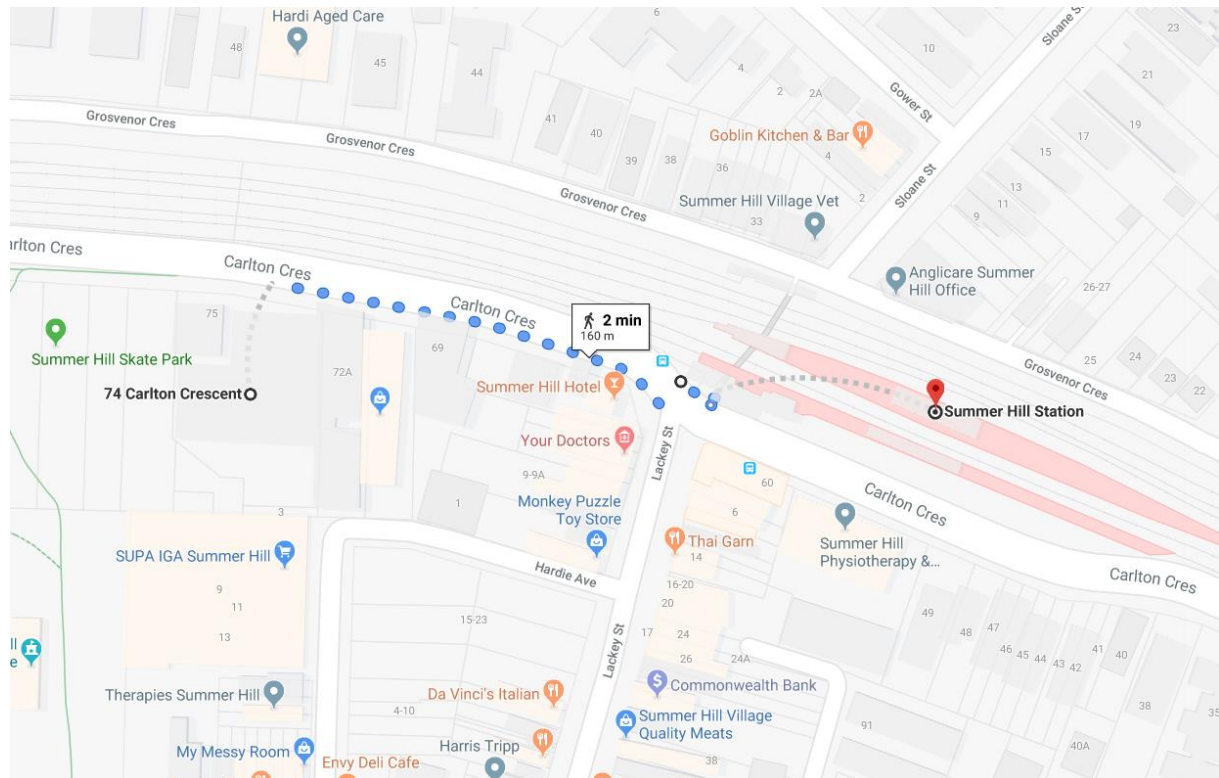 Hardi Aged Care
48
45
44
6
10
23
Sloane St
21
4
2
2A
Gower St
19
17
15
Grosvenor Cres
Grosvenor Cres
41
40
39
38
36
Goblin Kitchen & Bar
4
2
Sloane St
13
11
9
Grosvenor Cres
Summer Hill Village Vet
33
Anglicare Summer
Hill Office
26-27
arlton Cres
Carlton Cres
Carlton Cres
2 min
160 m
75
69
72A
Summer Hill Skate Park
74 Carlton Crescent
Summer Hill Hotel
Summer Hill Station
Grosvenor Cres
25
24
23
22
Your Doctors
Lackey St
9-9A
1
3
Monkey Puzzle
Toy Store
60
6
Carlton Cres
SUPA IGA Summer Hill
Thai Garn
14
Summer Hill
Physiotherapy &...
Hardie Ave
16-20
Carlton Cres
9
11
13
15-23
20
17
24
26
24A
Lackey St
49
48
47
46
45
44
43
42
41
40
ll
e
Therapies Summer Hill
4-10
Da Vinci's Italian
Commonwealth Bank
38
35
My Messy Room
Harris Tripp
Summer Hill Village
Quality Meats
91
40A
Envy Deli Cafe
38